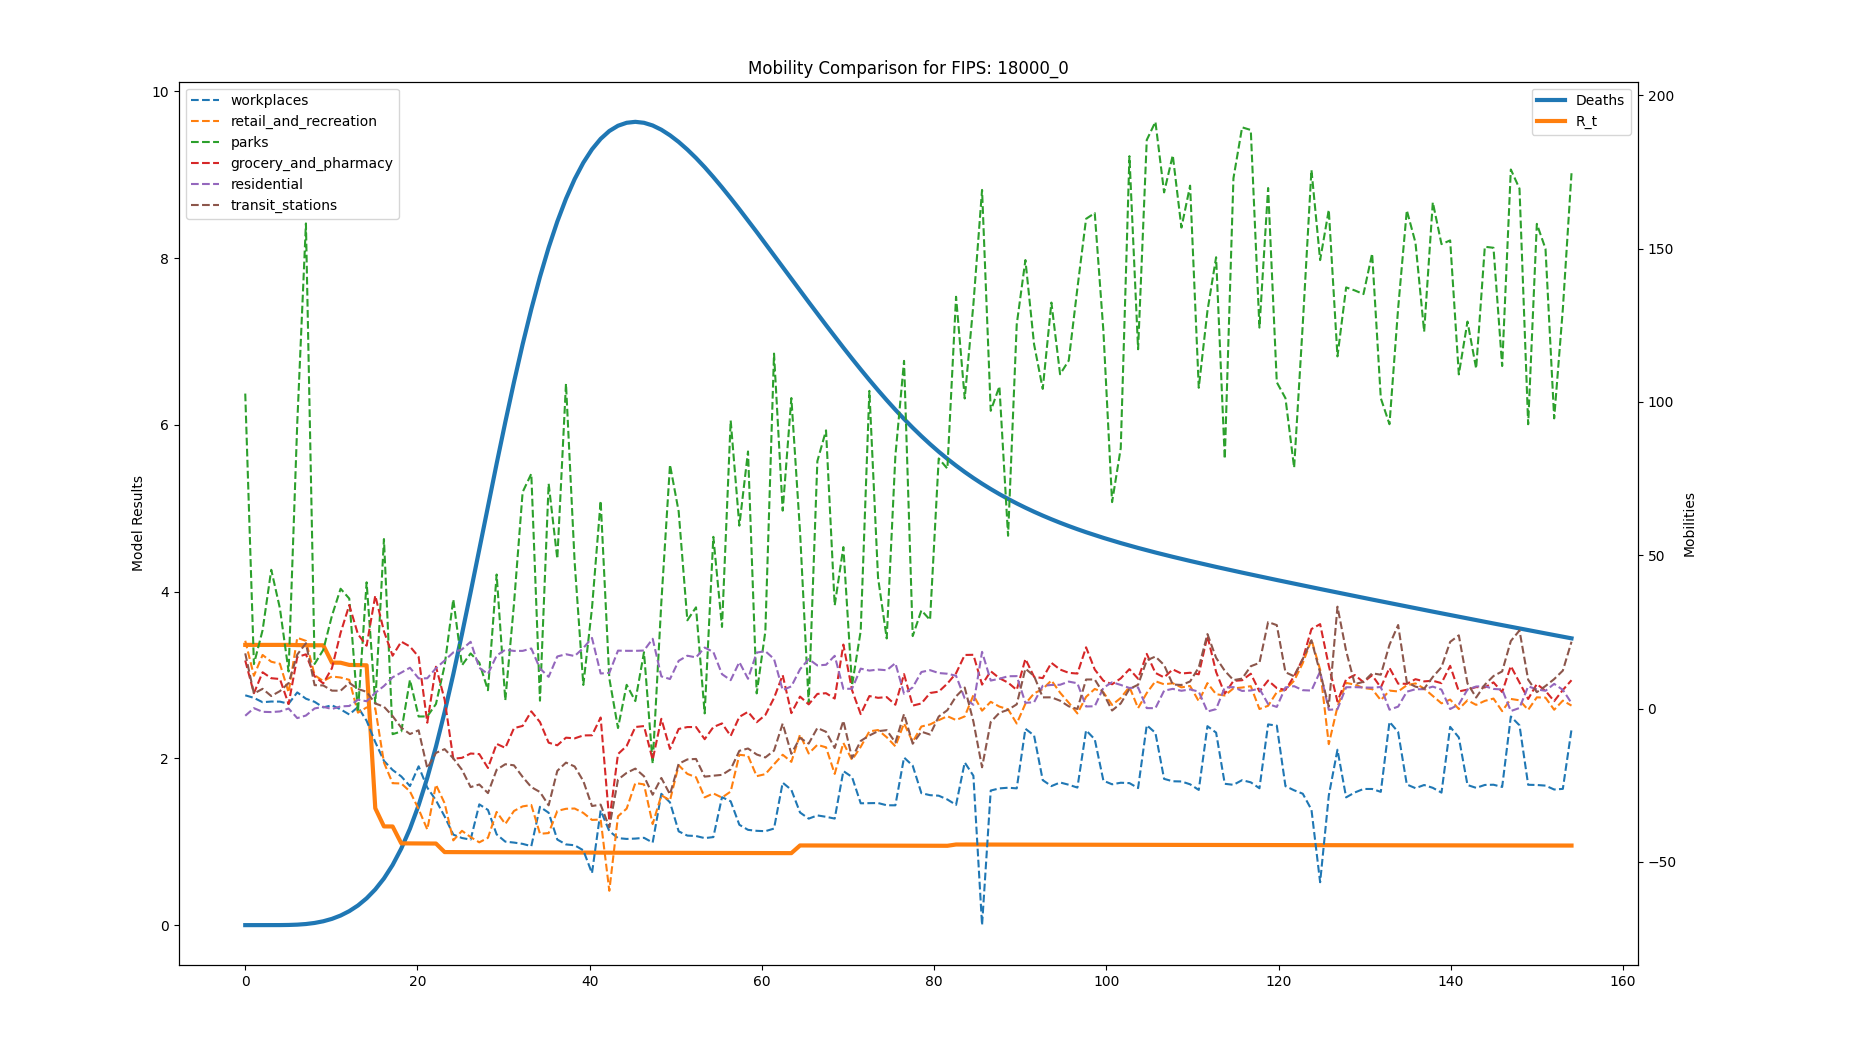 Mobility Comparison for FIPS: 18000_0
workplaces
retail_and_recreation
parks
grocery_and_pharmacy
residential
transit_stations
Deaths
R_t
Model Results
10
8
6
4
2
0
Mobilities
200
150
100
50
0
−50
0 20 40 60 80 100 120 140 160